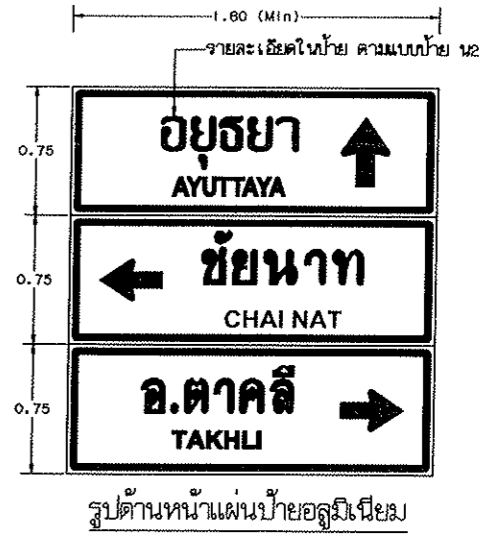 1.80 (Min)
รายละเอียดในป้าย ตามแบบป้าย น2
0.75
อยุธยา
AYUTTAYA
0.75
ชัยนาท
CHAI NAT
0.75
อ.ตาคลี
TAKHLI
รูปด้านหน้าแผ่นป้ายอลูมิเนียม